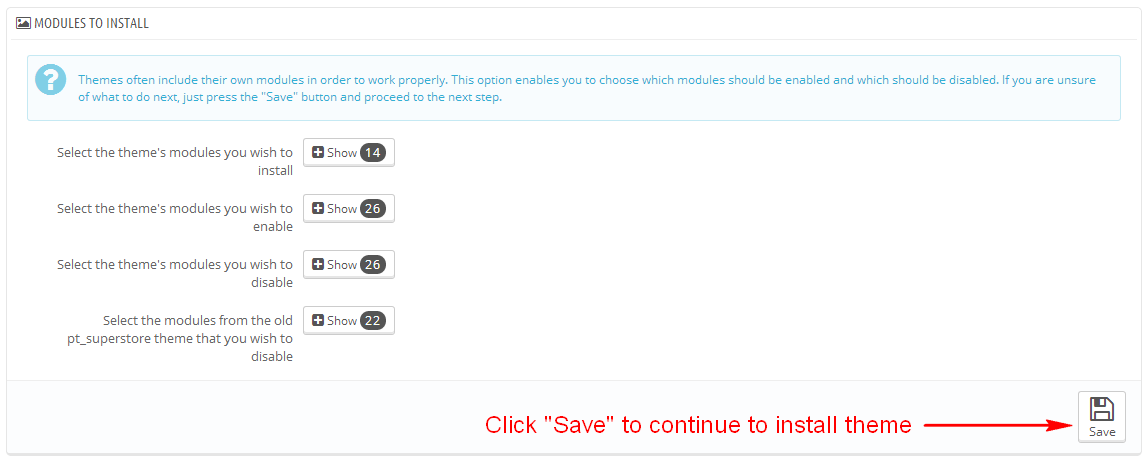 MODULES TO INSTALL
Themes often include their own modules in order to work properly. This option enables you to choose which modules should be enabled and which should be disabled. If you are unsure
of what to do next, just press the "Save" button and proceed to the next step.
Select the theme's modules you wish to
install
Show 14
Select the theme's modules you wish to
enable
Show 26
Select the theme's modules you wish to
disable
Show 26
Select the modules from the old
pt_superstore theme that you wish to
disable
Show 22
Click "Save" to continue to install theme
Save